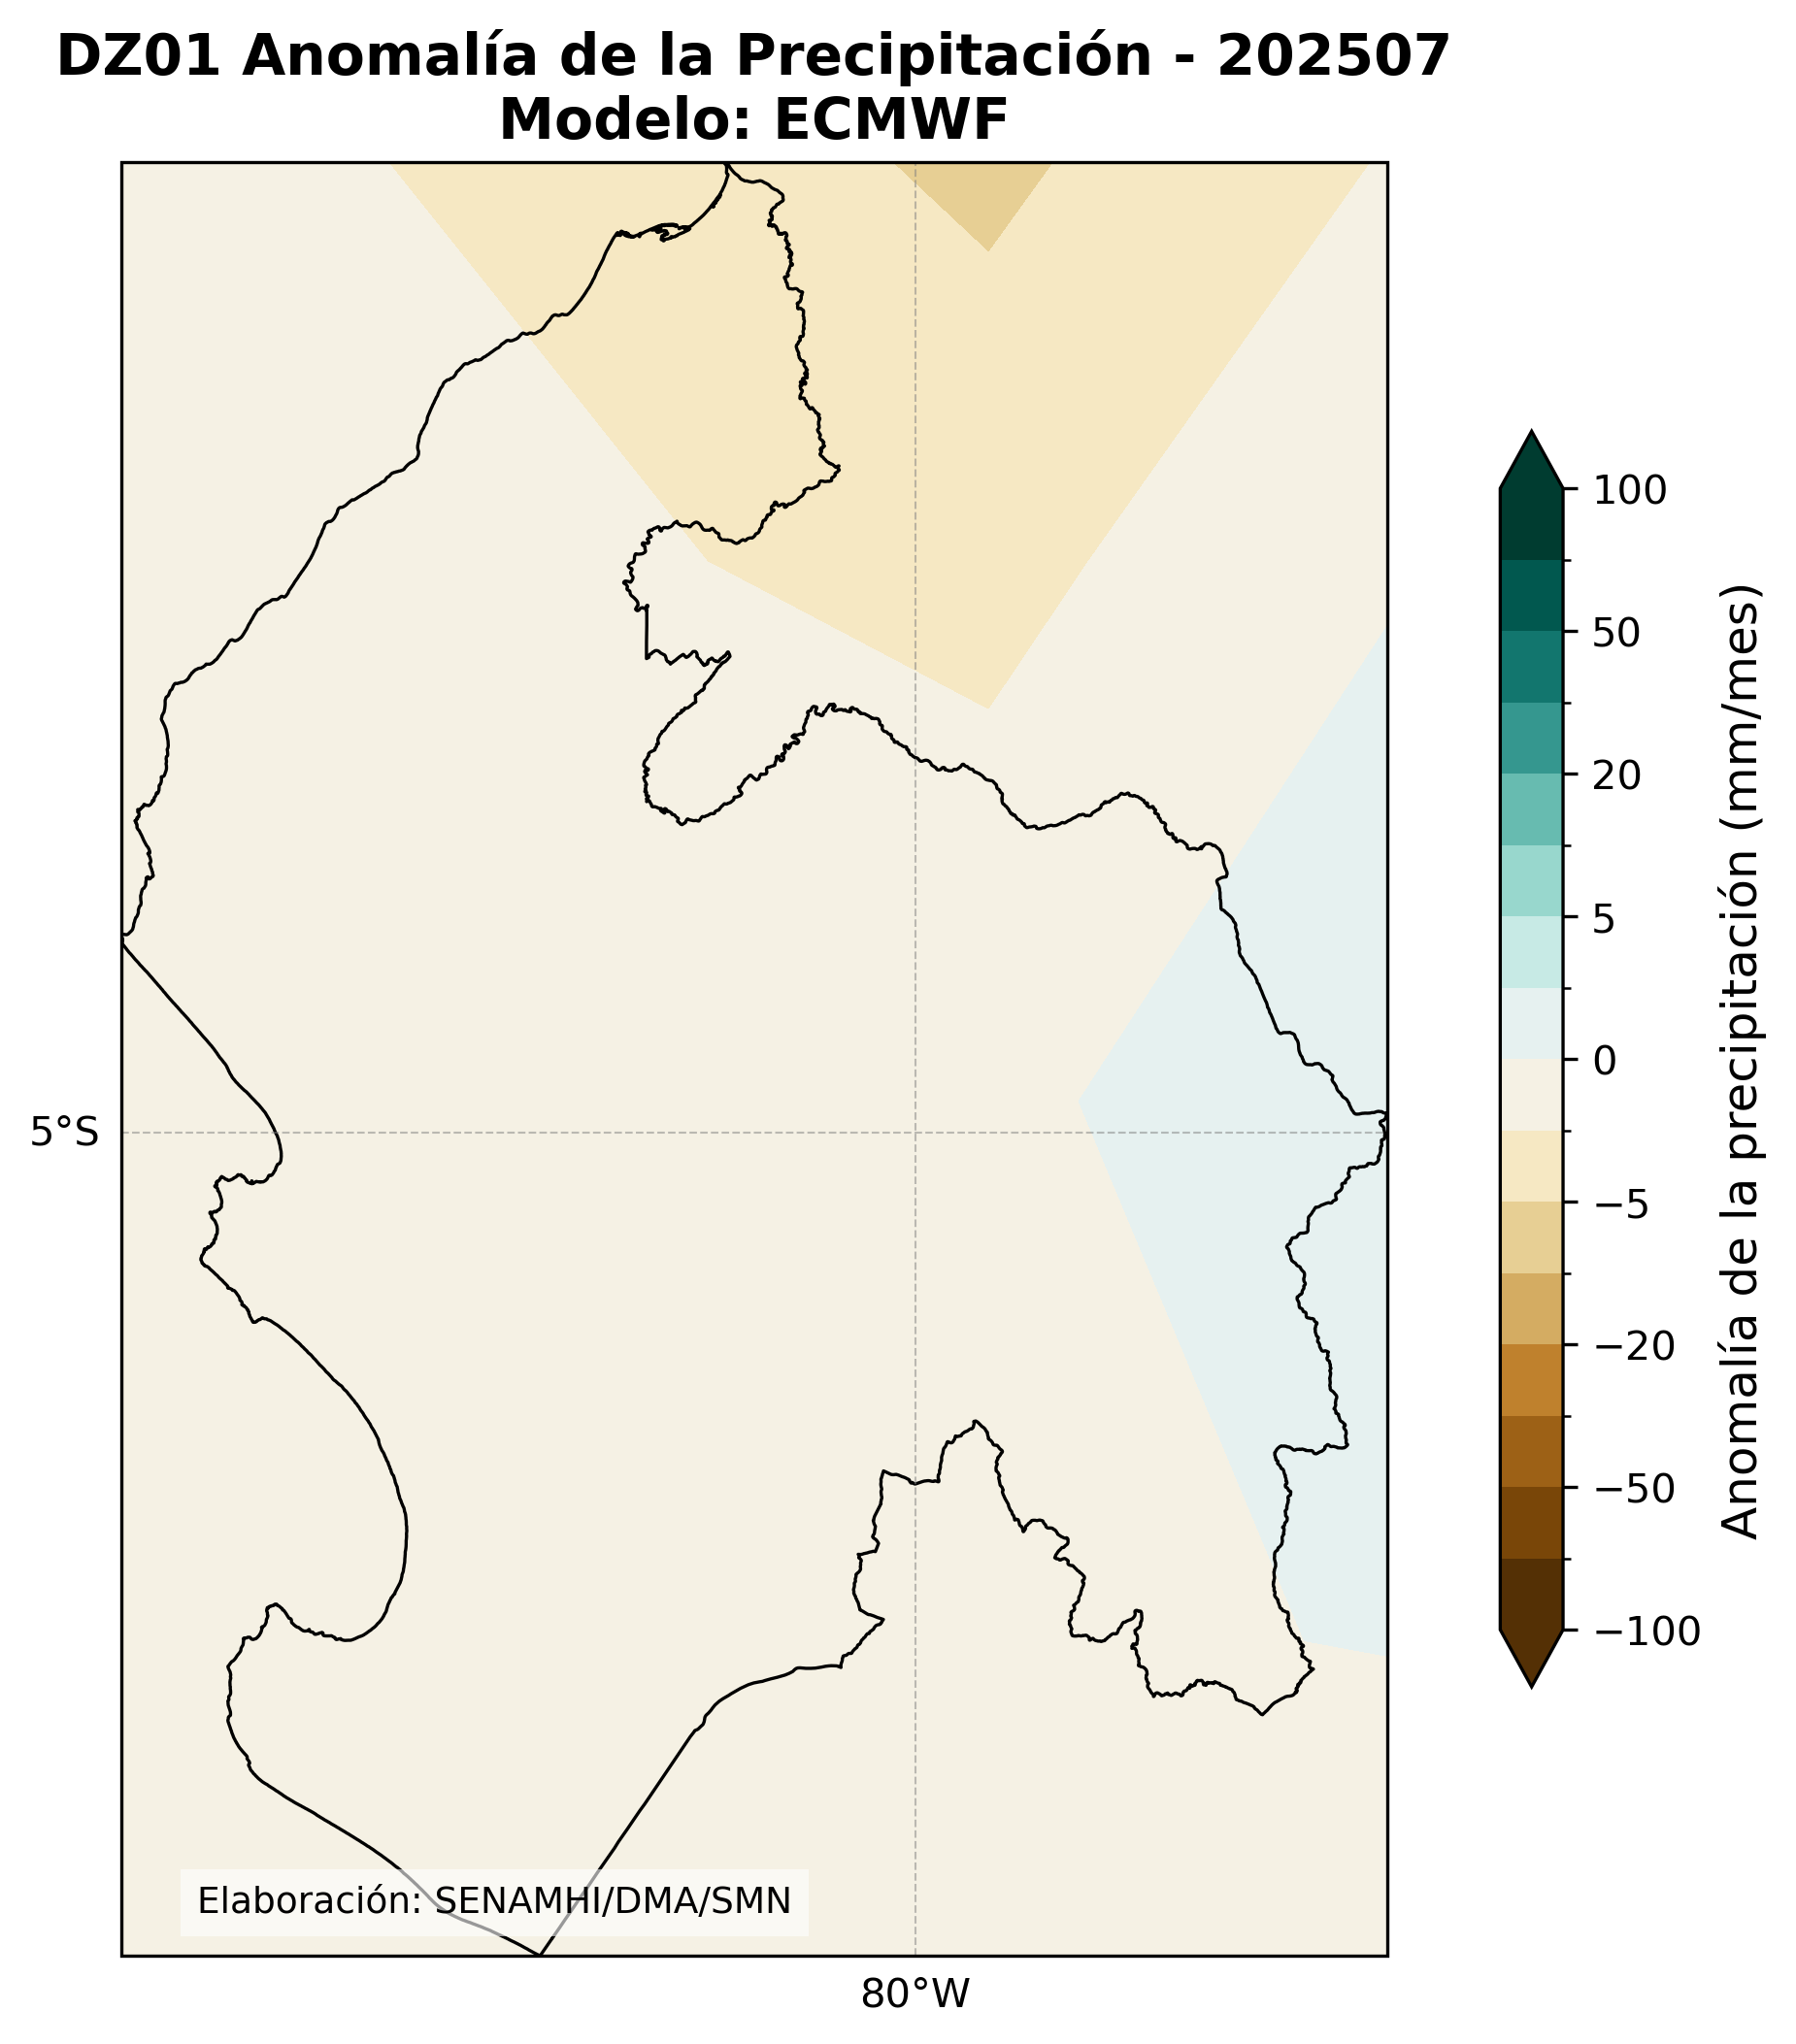 DZ01 Anomalía de la Precipitación - 202507
Modelo: ECMWF
100
50
20
5
0
−5
−20
−50
−100
Anomalía de la precipitación (mm/mes)
5°S
80°W
Elaboración: SENAMHI/DMA/SMN